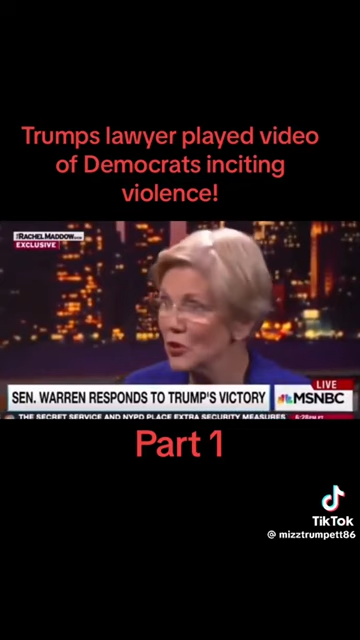 Trumps lawyer played video
of Democrats inciting
violence!
THE RACHEL MADDOW SHOW
EXCLUSIVE
LIVE
SEN. WARREN RESPONDS TO TRUMP'S VICTORY
MSNBC
THE SECRET SERVICE AND NYPD PLACE EXTRA SECURITY MEASURES
Part 1
TikTok
@ mizztrumpett86